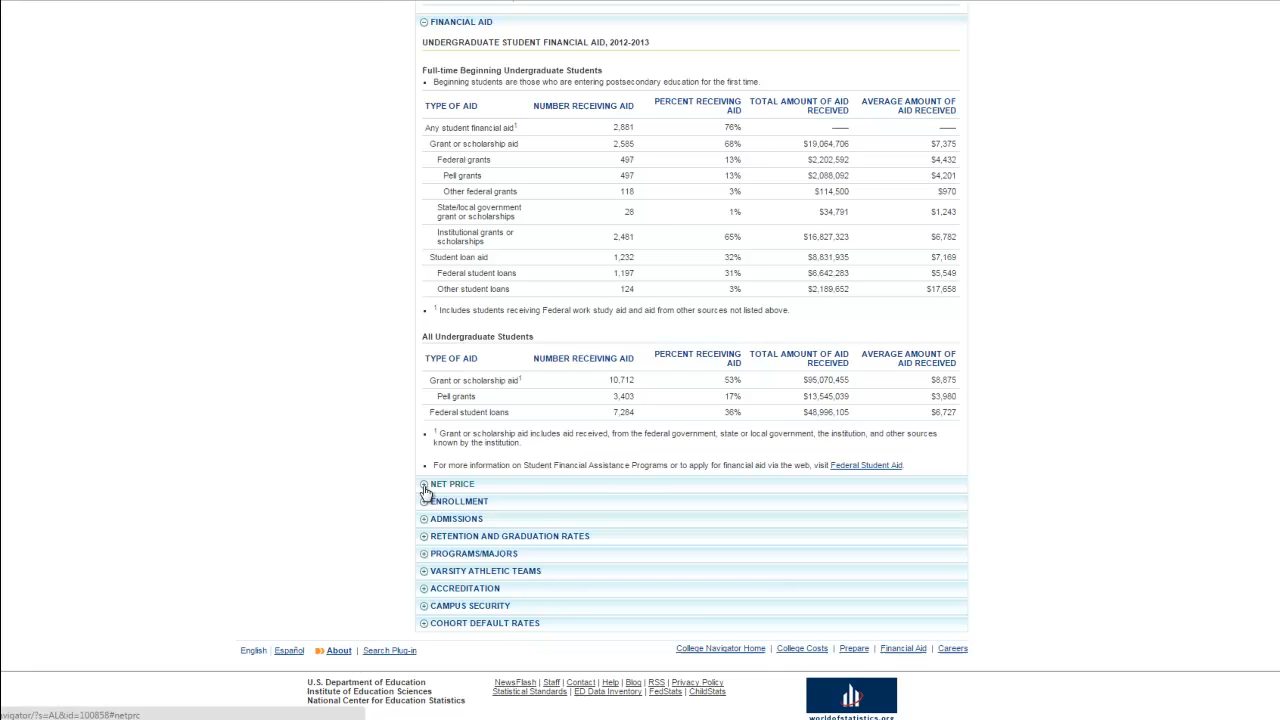 FINANCIAL AID
UNDERGRADUATE STUDENT FINANCIAL AID, 2012-2013
Full-time Beginning Undergraduate Students
Beginning students are those who are entering postsecondary education for the first time.
TYPE OF AID NUMBER RECEIVING AID PERCENT RECEIVING AID TOTAL AMOUNT OF AID RECEIVED AVERAGE AMOUNT OF AID RECEIVED
Any student financial aid1 2,881 76% —— ——
Grant or scholarship aid 2,585 68% $19,064,706 $7,375
Federal grants 497 13% $2,202,592 $4,432
Pell grants 497 13% $2,088,092 $4,201
Other federal grants 118 3% $114,500 $970
State/local government grant or scholarships 28 1% $34,791 $1,243
Institutional grants or scholarships 2,481 65% $16,827,323 $6,782
Student loan aid 1,232 32% $8,831,935 $7,169
Federal student loans 1,197 31% $6,642,283 $5,549
Other student loans 124 3% $2,189,652 $17,658
1 Includes students receiving Federal work study aid and aid from other sources not listed above.
All Undergraduate Students
TYPE OF AID NUMBER RECEIVING AID PERCENT RECEIVING AID TOTAL AMOUNT OF AID RECEIVED AVERAGE AMOUNT OF AID RECEIVED
Grant or scholarship aid1 10,712 53% $95,070,455 $8,875
Pell grants 3,403 17% $13,545,039 $3,980
Federal student loans 7,284 36% $48,996,105 $6,727
1 Grant or scholarship aid includes aid received, from the federal government, state or local government, the institution, and other sources
known by the institution.
For more information on Student Financial Assistance Programs or to apply for financial aid via the web, visit Federal Student Aid.
NET PRICE
ENROLLMENT
ADMISSIONS
RETENTION AND GRADUATION RATES
PROGRAMS/MAJORS
VARSITY ATHLETIC TEAMS
ACCREDITATION
CAMPUS SECURITY
COHORT DEFAULT RATES
English | Español About | Search Plug-in College Navigator Home | College Costs | Prepare | Financial Aid | Careers
U.S. Department of Education
Institute of Education Sciences
National Center for Education Statistics
NewsFlash | Staff | Contact | Help | Blog | RSS | Privacy Policy
Statistical Standards | ED Data Inventory | FedStats | ChildStats
worldofstatistics.org
avigator/?s=AL&id=100858#netprc